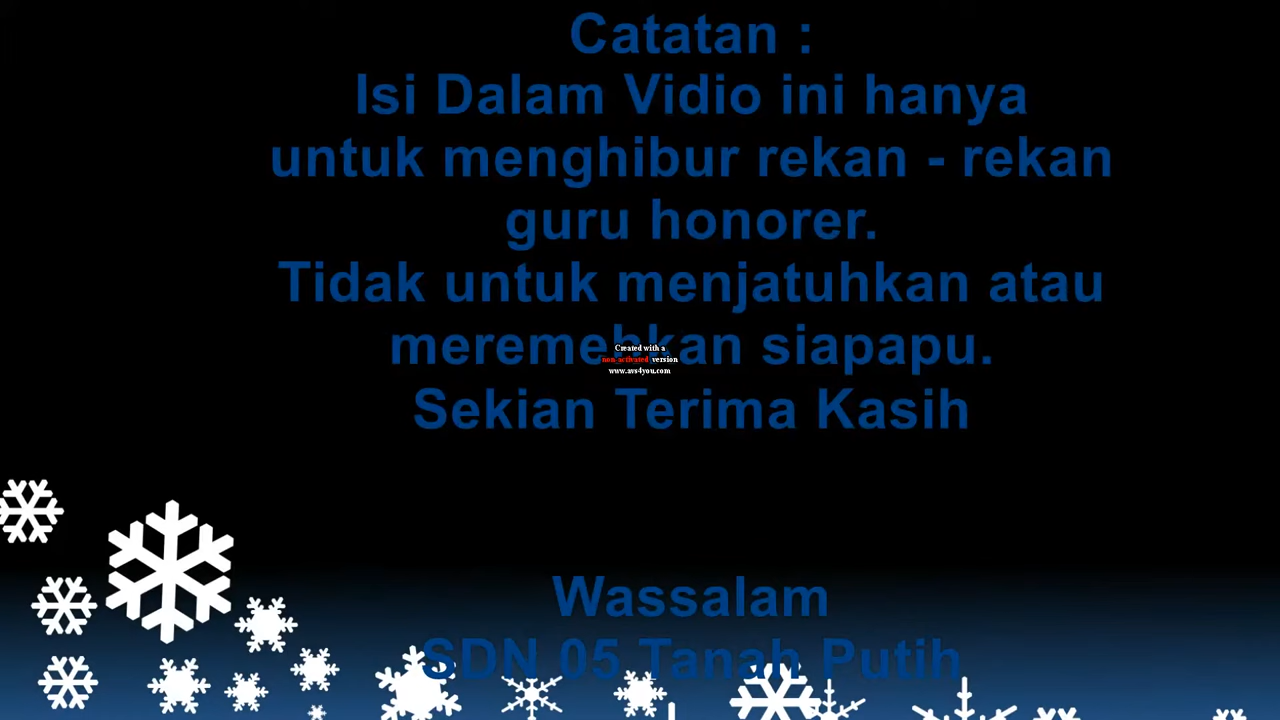 Catatan :
Isi Dalam Vidio ini hanya
untuk menghibur rekan - rekan
guru honorer.
Tidak untuk menjatuhkan atau
meremehkan siapapu.
Created with a
non activated version
www.avs4you.com
Sekian Terima Kasih
Wassalam
SDN 05 Tanah Putih